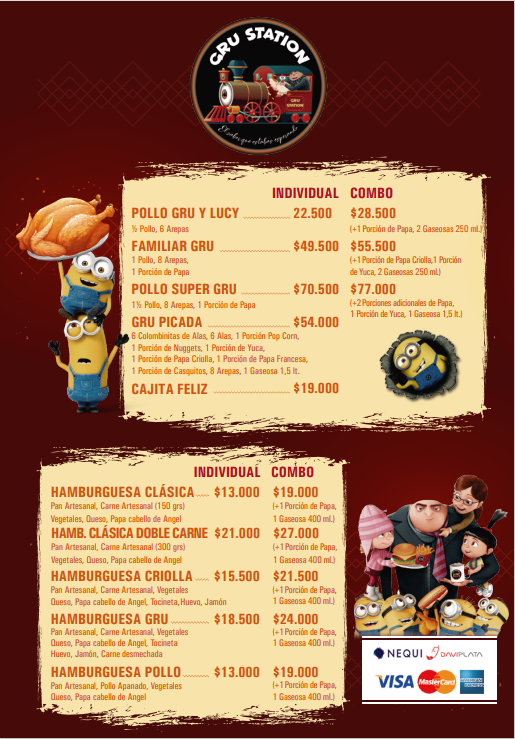 GRU STATION
GRU STATION
El sabor que estabas esperando
INDIVIDUAL COMBO
POLLO GRU Y LUCY 22.500 $28.500
½ Pollo, 6 Arepas (+1 Porción de Papa, 2 Gaseosas 250 ml.)
FAMILIAR GRU $49.500 $55.500
1 Pollo, 8 Arepas, (+1 Porción de Papa Criolla,1 Porción
1 Porción de Papa de Yuca, 2 Gaseosas 250 ml.)
POLLO SUPER GRU $70.500 $77.000
1½ Pollo, 8 Arepas, 1 Porción de Papa (+2 Porciones adicionales de Papa,
1 Porción de Yuca, 1 Gaseosa 1,5 lt.)
GRU PICADA $54.000
6 Colombinitas de Alas, 6 Alas, 1 Porción Pop Corn,
1 Porción de Nuggets, 1 Porción de Yuca,
1 Porción de Papa Criolla, 1 Porción de Papa Francesa,
1 Porción de Casquitos, 8 Arepas, 1 Gaseosa 1,5 lt.
CAJITA FELIZ $19.000
INDIVIDUAL COMBO
HAMBURGUESA CLÁSICA $13.000 $19.000
Pan Artesanal, Carne Artesanal (150 grs) (+1 Porción de Papa,
Vegetales, Queso, Papa cabello de Angel 1 Gaseosa 400 ml.)
HAMB. CLÁSICA DOBLE CARNE $21.000 $27.000
Pan Artesanal, Carne Artesanal (300 grs) (+1 Porción de Papa,
Vegetales, Queso, Papa cabello de Angel 1 Gaseosa 400 ml.)
HAMBURGUESA CRIOLLA $15.500 $21.500
Pan Artesanal, Carne Artesanal, Vegetales (+1 Porción de Papa,
Queso, Papa cabello de Angel, Tocineta, Huevo, Jamón 1 Gaseosa 400 ml.)
HAMBURGUESA GRU $18.500 $24.000
Pan Artesanal, Carne Artesanal, Vegetales (+1 Porción de Papa,
Queso, Papa cabello de Angel, Tocineta 1 Gaseosa 400 ml.)
Huevo, Jamón, Carne desmechada
HAMBURGUESA POLLO $13.000 $19.000
Pan Artesanal, Pollo Apanado, Vegetales (+1 Porción de Papa,
Queso, Papa cabello de Angel 1 Gaseosa 400 ml.)
NEQUI DAVIPLATA
VISA MasterCard AMERICAN EXPRESS